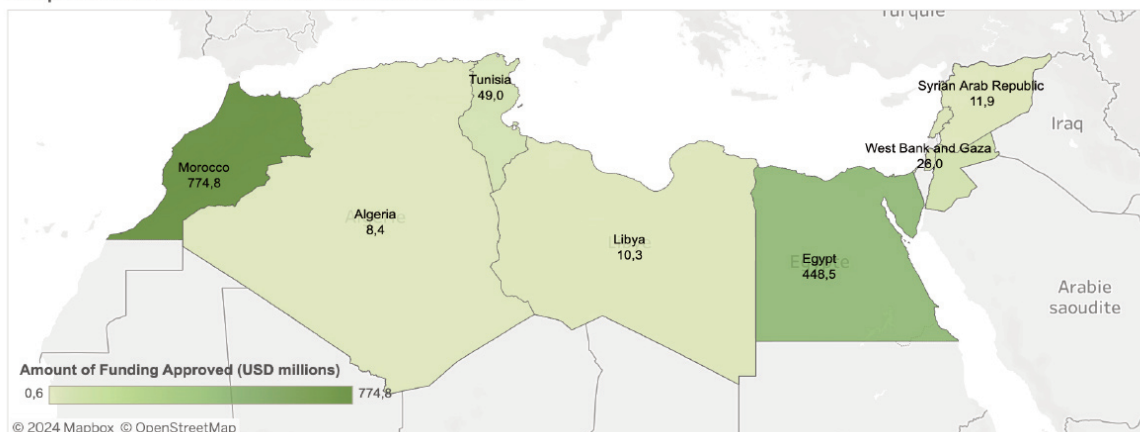 Turquie
Tunisia
49,0
Syrian Arab Republic
11,9
Iraq
West Bank and Gaza
26,0
Morocco
774,8
Algeria
8,4
Libya
10,3
Egypt
448,5
Arabie
saoudite
Amount of Funding Approved (USD millions)
0,6
774,8
© 2024 Mapbox © OpenStreetMap